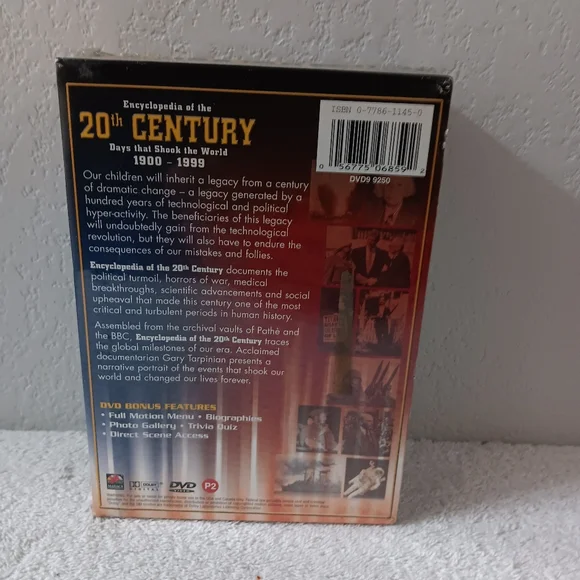 Encyclopedia of the
20th CENTURY
Days that Shook the World
1900 - 1999
ISBN 0-7786-1145-0
0 56775 06859 2
DVD9 9250
Our children will inherit a legacy from a century
of dramatic change – a legacy generated by a
hundred years of technological and political
hyper-activity. The beneficiaries of this legacy
will undoubtedly gain from the technological
revolution, but they will also have to endure the
consequences of our mistakes and follies.
Encyclopedia of the 20th Century documents the
political turmoil, horrors of war, medical
breakthroughs, scientific advancements and social
upheaval that made this century one of the most
critical and turbulent periods in human history.
Assembled from the archival vaults of Pathé and
the BBC, Encyclopedia of the 20th Century traces
the global milestones of our era. Acclaimed
documentarian Gary Tarpinian presents a
narrative portrait of the events that shook our
world and changed our lives forever.
DVD BONUS FEATURES
• Full Motion Menu • Biographies
• Photo Gallery • Trivia Quiz
• Direct Scene Access
DOLBY DIGITAL
DVD VIDEO
P2